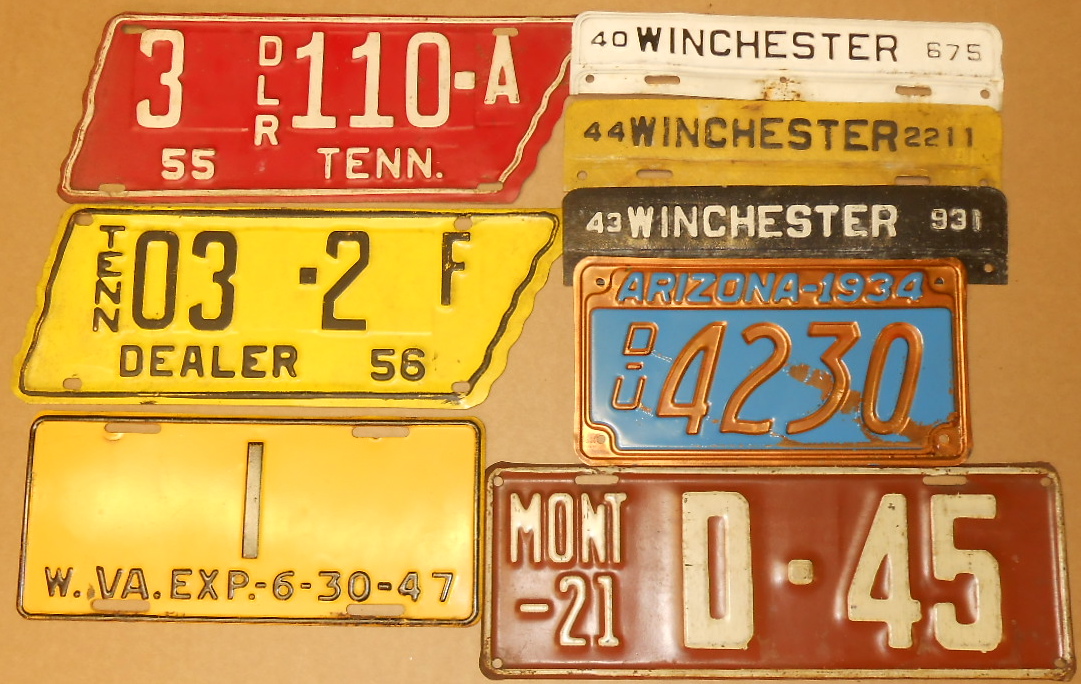 3 DLR 110·A
55 TENN.
TENN 03·2 F
DEALER 56
1
W. VA. EXP.-6-30-47
40 WINCHESTER 675
44 WINCHESTER 2211
43 WINCHESTER 931
ARIZONA-1934
D-U 4230
MONT
-21
D·45